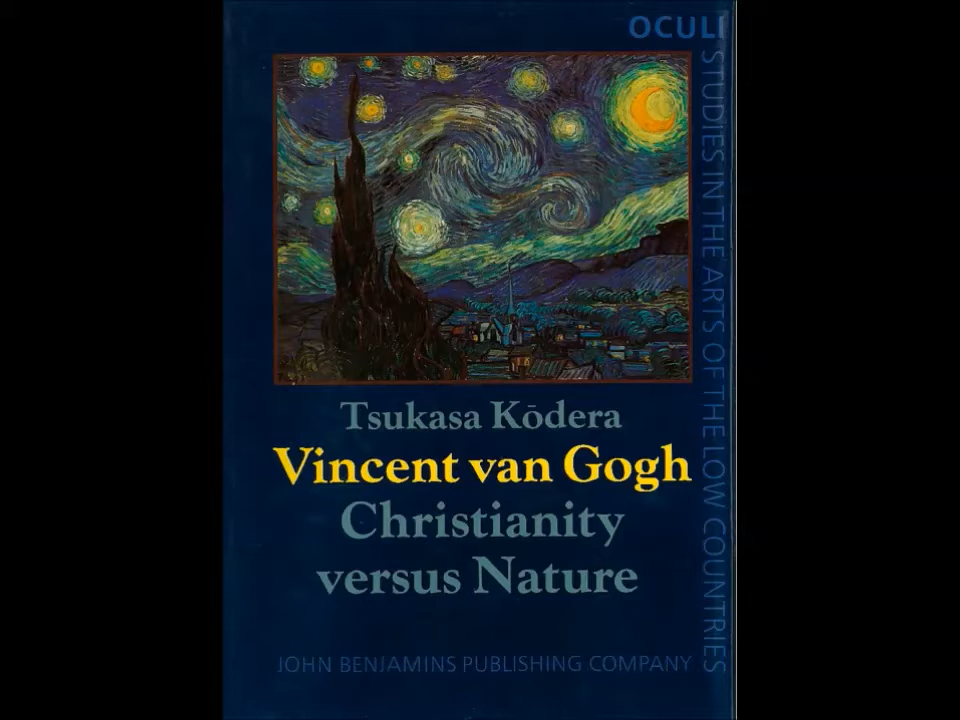 OCULI
STUDIES IN THE ARTS OF THE LOW COUNTRIES
Tsukasa Kōdera
Vincent van Gogh
Christianity
versus Nature
JOHN BENJAMINS PUBLISHING COMPANY